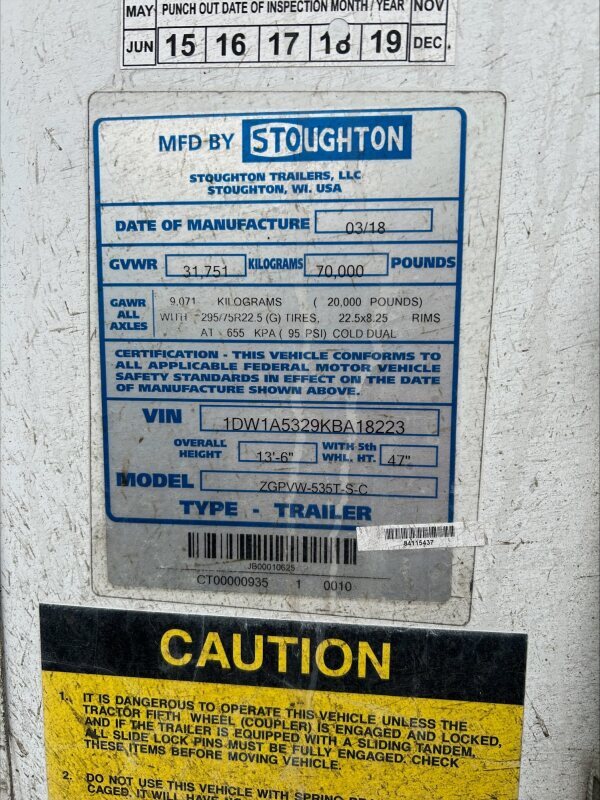 MAY PUNCH OUT DATE OF INSPECTION MONTH / YEAR NOV
JUN 15 16 17 18 19 DEC.
MFD BY STOUGHTON
STOUGHTON TRAILERS, LLC
STOUGHTON, WI. USA
DATE OF MANUFACTURE 03/18
GVWR 31,751 KILOGRAMS 70,000 POUNDS
GAWR ALL AXLES
9,071 KILOGRAMS ( 20,000 POUNDS)
WITH 295/75R22.5 (G) TIRES, 22.5x8.25 RIMS
AT 655 KPA ( 95 PSI) COLD DUAL
CERTIFICATION - THIS VEHICLE CONFORMS TO
ALL APPLICABLE FEDERAL MOTOR VEHICLE
SAFETY STANDARDS IN EFFECT ON THE DATE
OF MANUFACTURE SHOWN ABOVE.
VIN 1DW1A5329KBA18223
OVERALL HEIGHT 13'-6" WITH 5th WHL. HT. 47"
MODEL ZGPVW-535T-S-C
TYPE - TRAILER
84115437
JB00010625
CT00000935 1 0010
CAUTION
1. IT IS DANGEROUS TO OPERATE THIS VEHICLE UNLESS THE
TRACTOR FIFTH WHEEL (COUPLER) IS ENGAGED AND LOCKED,
AND IF THE TRAILER IS EQUIPPED WITH A SLIDING TANDEM,
ALL SLIDE LOCK PINS MUST BE FULLY ENGAGED. CHECK
THESE ITEMS BEFORE MOVING VEHICLE.
2. DO NOT USE THIS VEHICLE WITH SPRING
CAGED. IT WILL HAVE